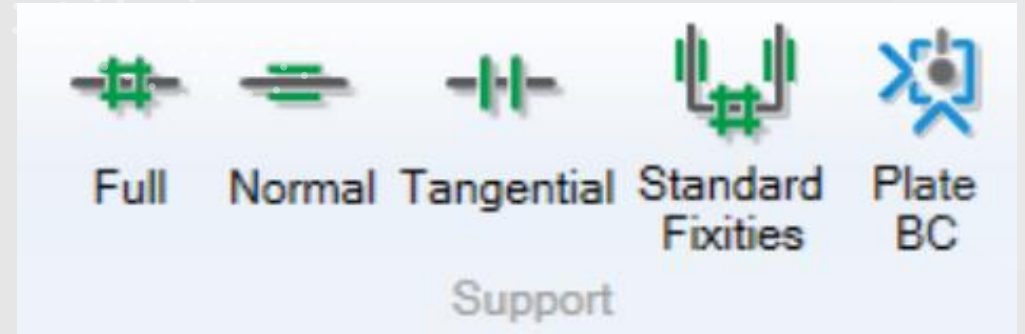 Full
Normal
Tangential
Standard
Fixities
Plate
BC
Support